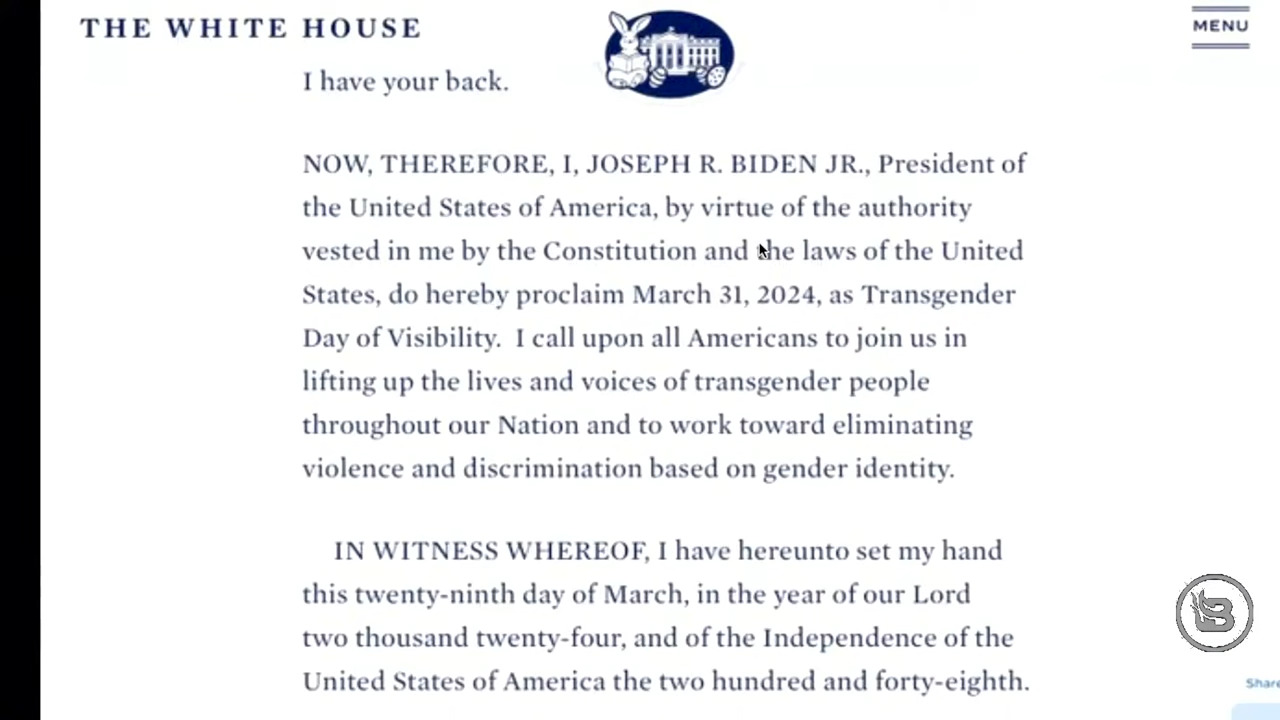 THE WHITE HOUSE
MENU
I have your back.
NOW, THEREFORE, I, JOSEPH R. BIDEN JR., President of
the United States of America, by virtue of the authority
vested in me by the Constitution and the laws of the United
States, do hereby proclaim March 31, 2024, as Transgender
Day of Visibility.  I call upon all Americans to join us in
lifting up the lives and voices of transgender people
throughout our Nation and to work toward eliminating
violence and discrimination based on gender identity.
IN WITNESS WHEREOF, I have hereunto set my hand
this twenty-ninth day of March, in the year of our Lord
two thousand twenty-four, and of the Independence of the
United States of America the two hundred and forty-eighth.
B
Share